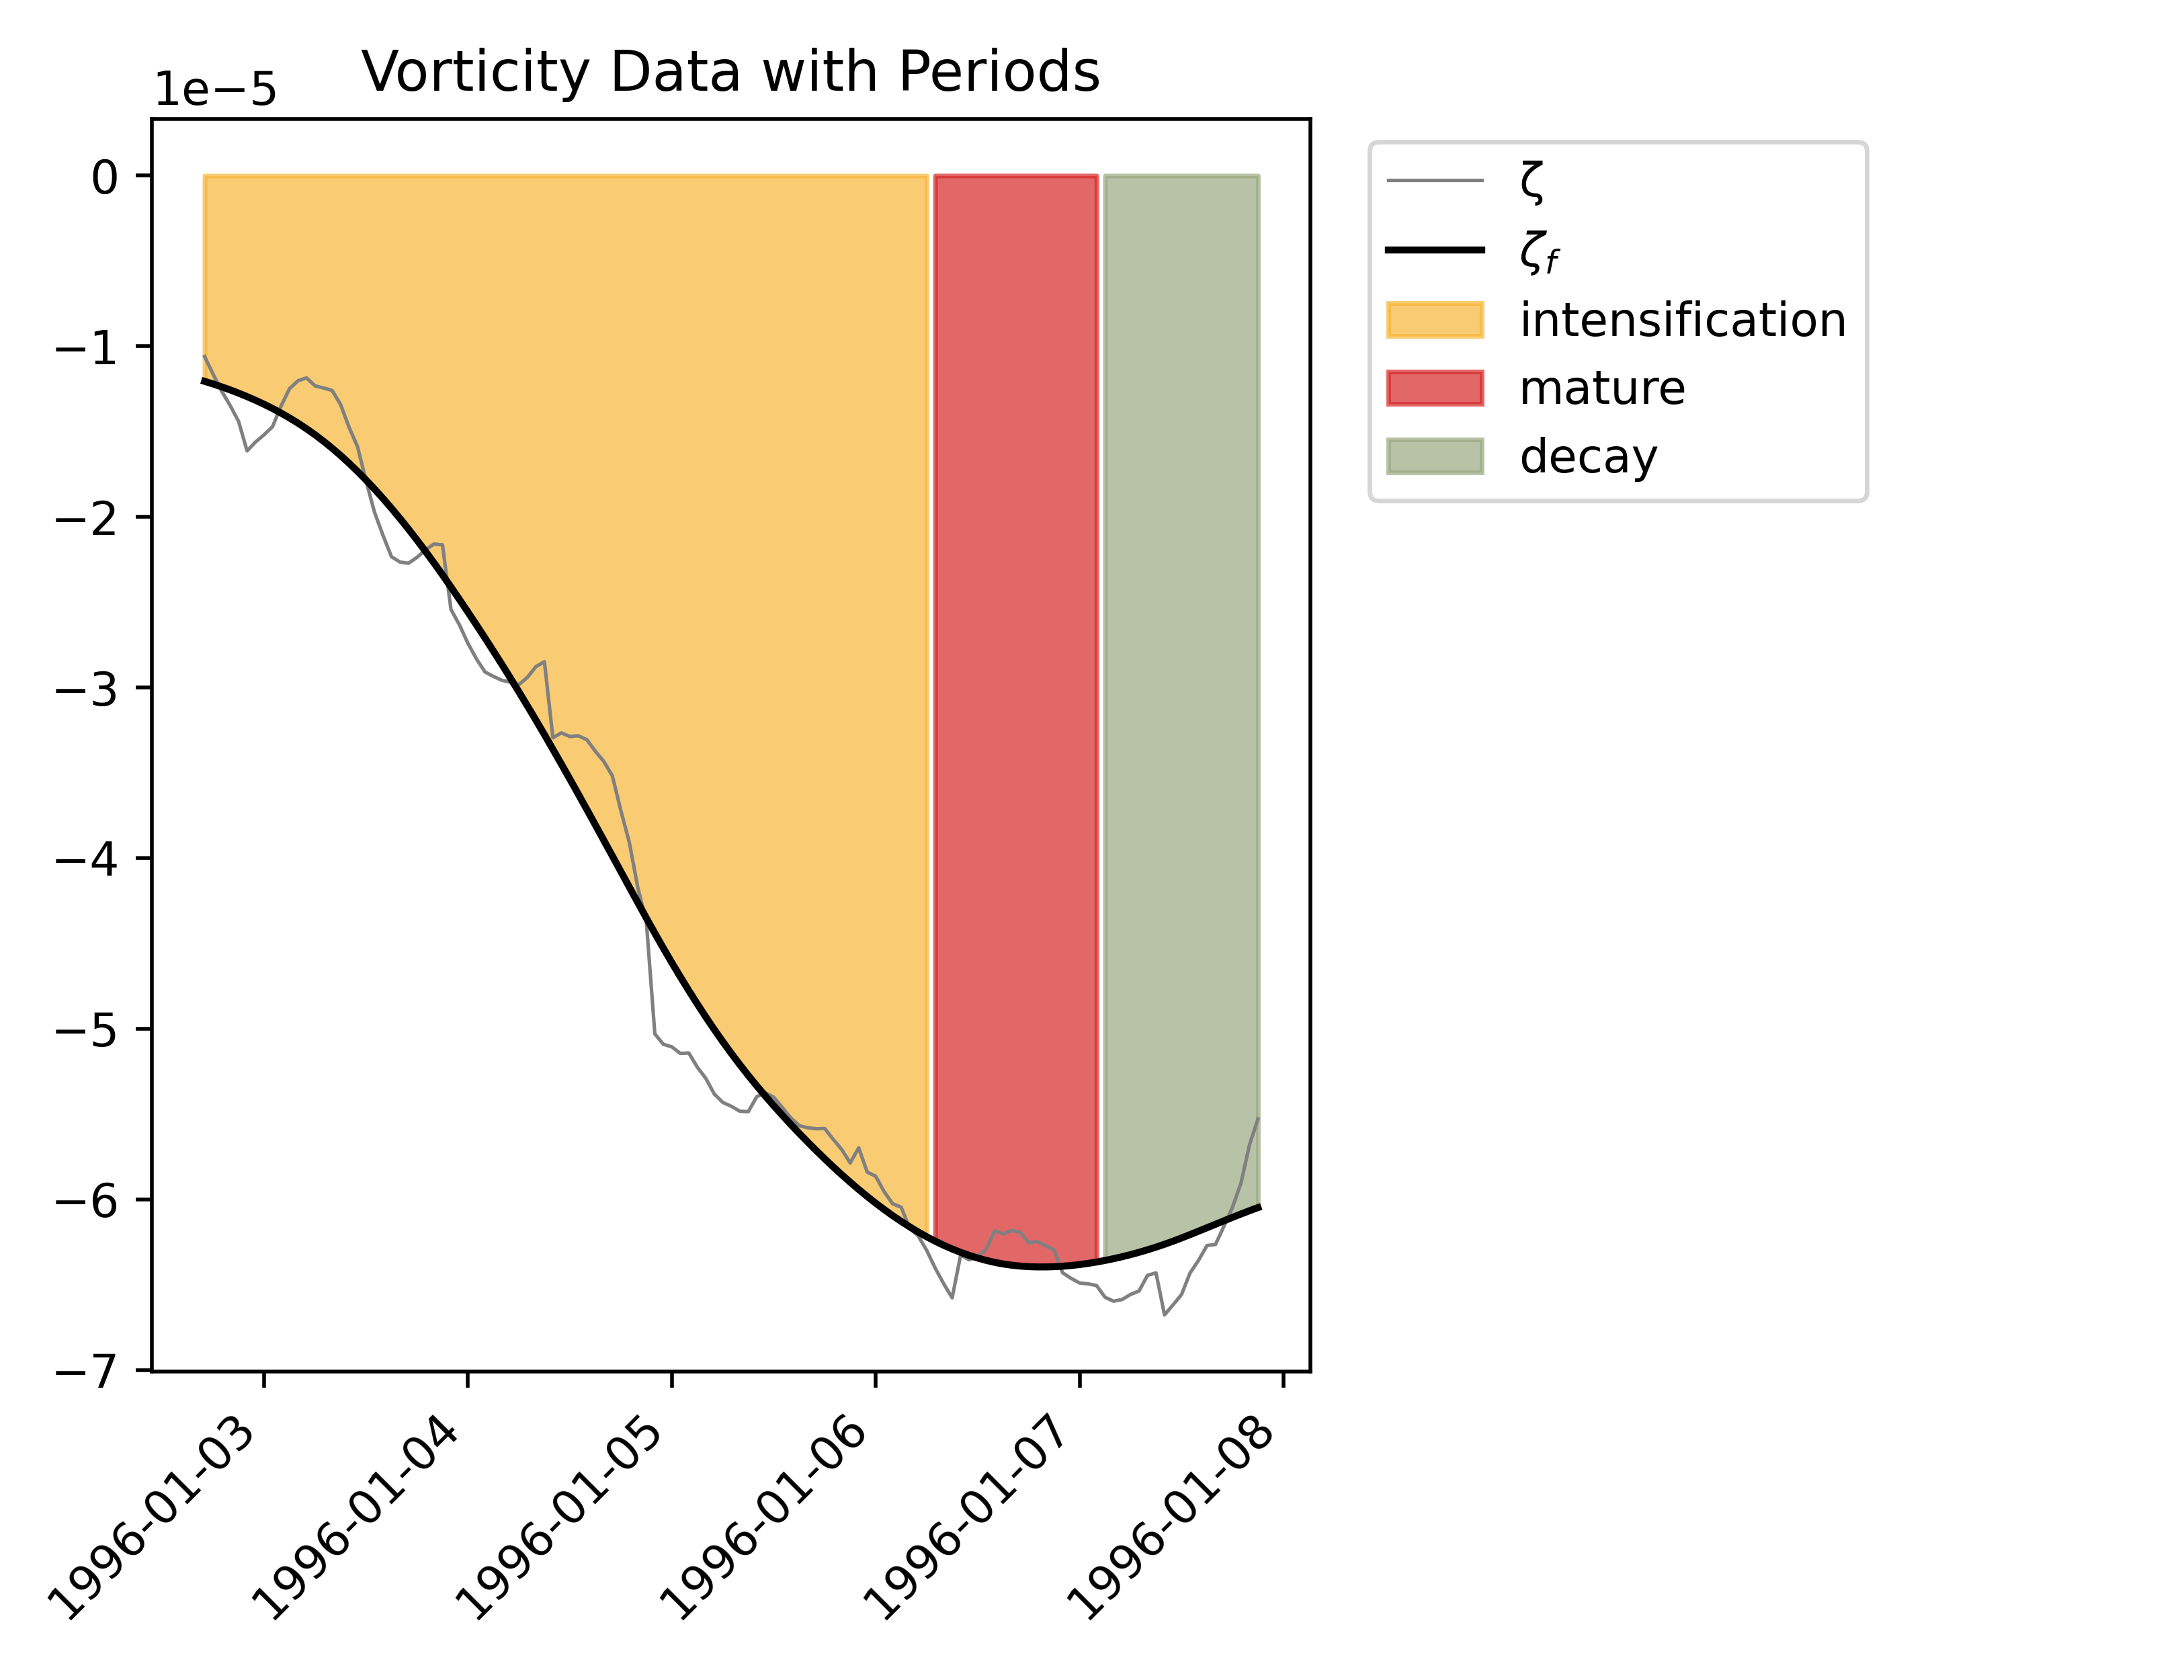 Vorticity Data with Periods
1e−5
0
−1
−2
−3
−4
−5
−6
−7
1996-01-03
1996-01-04
1996-01-05
1996-01-06
1996-01-07
1996-01-08
ζ
ζf
intensification
mature
decay